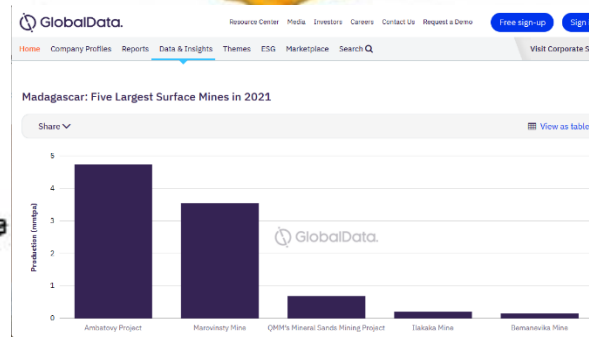 GlobalData.
Resource Center Media Investors Careers Contact Us Request a Demo Free sign-up Sign
Home Company Profiles Reports Data & Insights Themes ESG Marketplace Search Visit Corporate S
Madagascar: Five Largest Surface Mines in 2021
Share View as table
5
4
3
2
1
0
Production (mmtpa)
GlobalData.
Ambatovy Project Marovinsty Mine QMM's Mineral Sands Mining Project Ilakaka Mine Bemanevika Mine